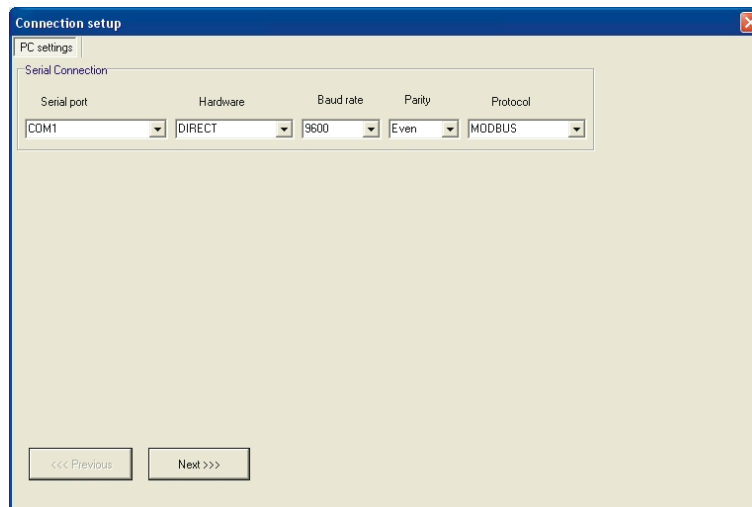 Connection setup
PC settings
Serial Connection
Serial port Hardware Baud rate Parity Protocol
COM1 DIRECT 9600 Even MODBUS
<<< Previous Next >>>